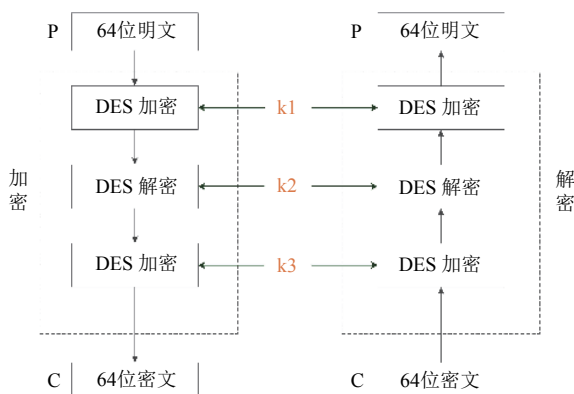 P 64位明文 P 64位明文
DES 加密 k1 DES 加密
加密 DES 解密 k2 DES 解密 解密
DES 加密 k3 DES 加密
C 64位密文 C 64位密文